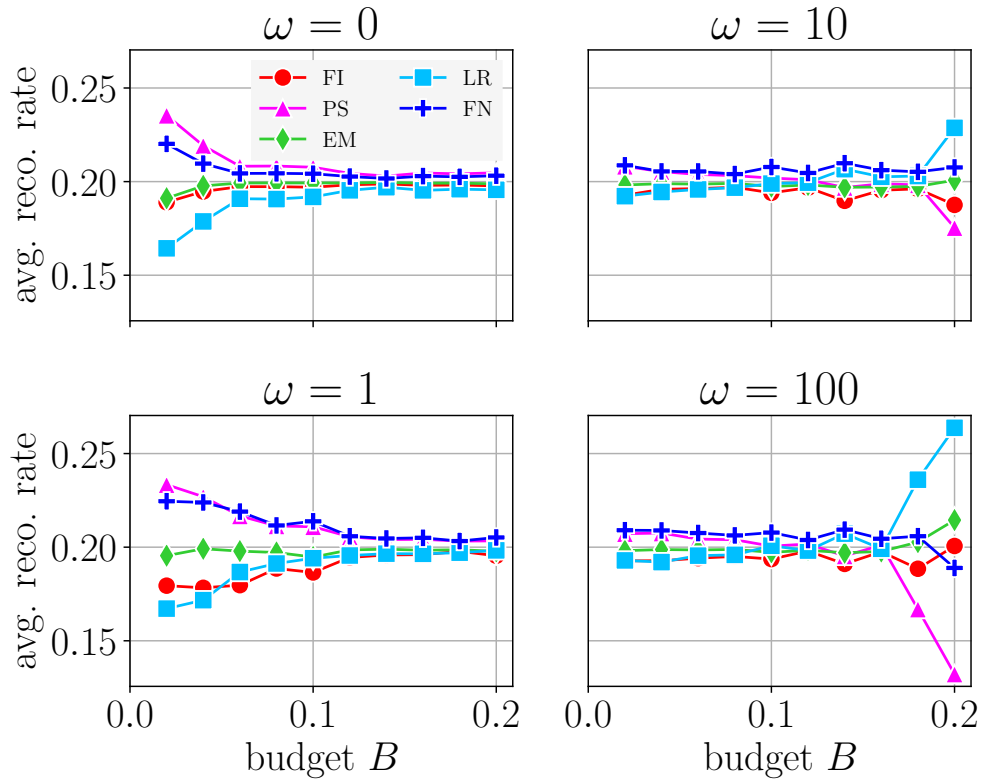 ω = 0
ω = 10
avg. reco. rate
0.25
0.20
0.15
FI
PS
EM
LR
FN
ω = 1
ω = 100
avg. reco. rate
0.25
0.20
0.15
0.0
0.1
0.2
0.0
0.1
0.2
budget B
budget B